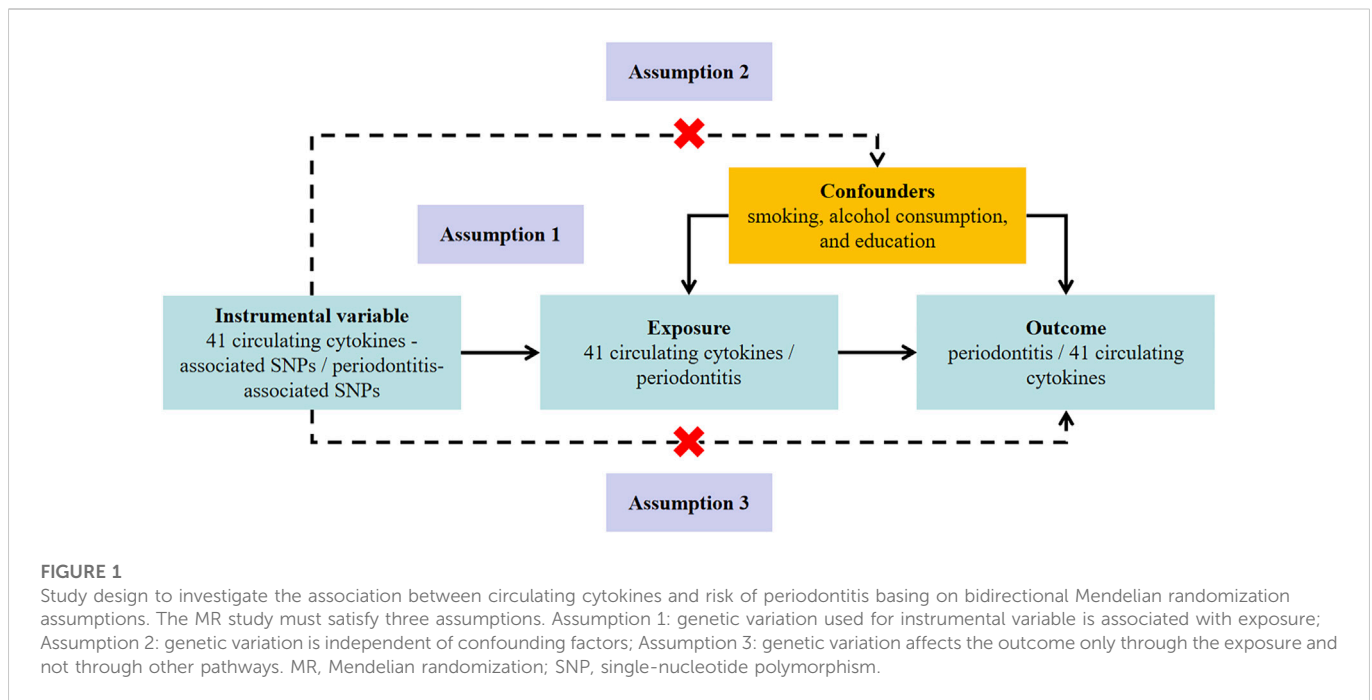 Assumption 2
Confounders
smoking, alcohol consumption,
and education
Assumption 1
Instrumental variable
41 circulating cytokines -
associated SNPs / periodontitis-
associated SNPs
Exposure
41 circulating cytokines /
periodontitis
Outcome
periodontitis / 41 circulating
cytokines
Assumption 3
FIGURE 1
Study design to investigate the association between circulating cytokines and risk of periodontitis basing on bidirectional Mendelian randomization
assumptions. The MR study must satisfy three assumptions. Assumption 1: genetic variation used for instrumental variable is associated with exposure;
Assumption 2: genetic variation is independent of confounding factors; Assumption 3: genetic variation affects the outcome only through the exposure and
not through other pathways. MR, Mendelian randomization; SNP, single-nucleotide polymorphism.